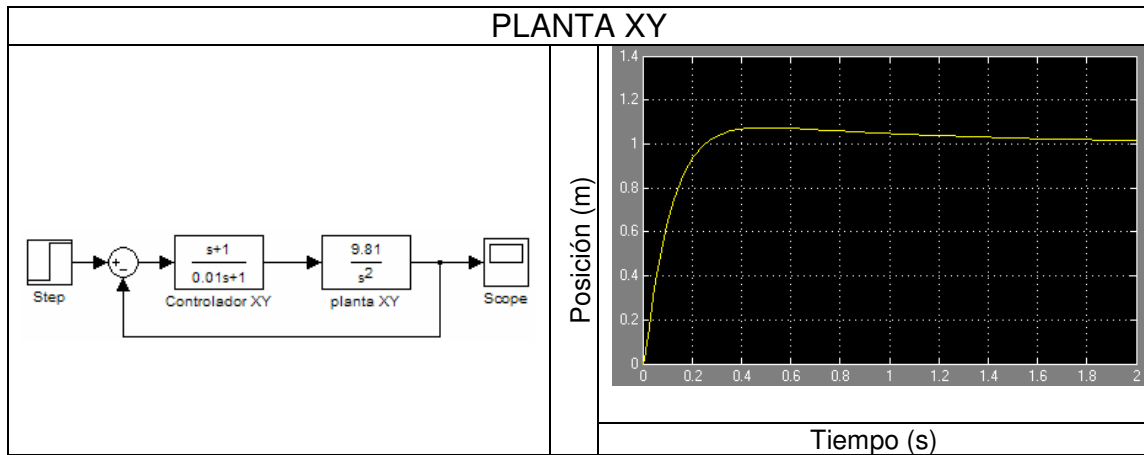 PLANTA XY
Step
+
−
s+1
0.01s+1
Controlador XY
9.81
s²
planta XY
Scope
Posición (m)
1.4
1.2
1
0.8
0.6
0.4
0.2
0
0 0.2 0.4 0.6 0.8 1 1.2 1.4 1.6 1.8 2
Tiempo (s)